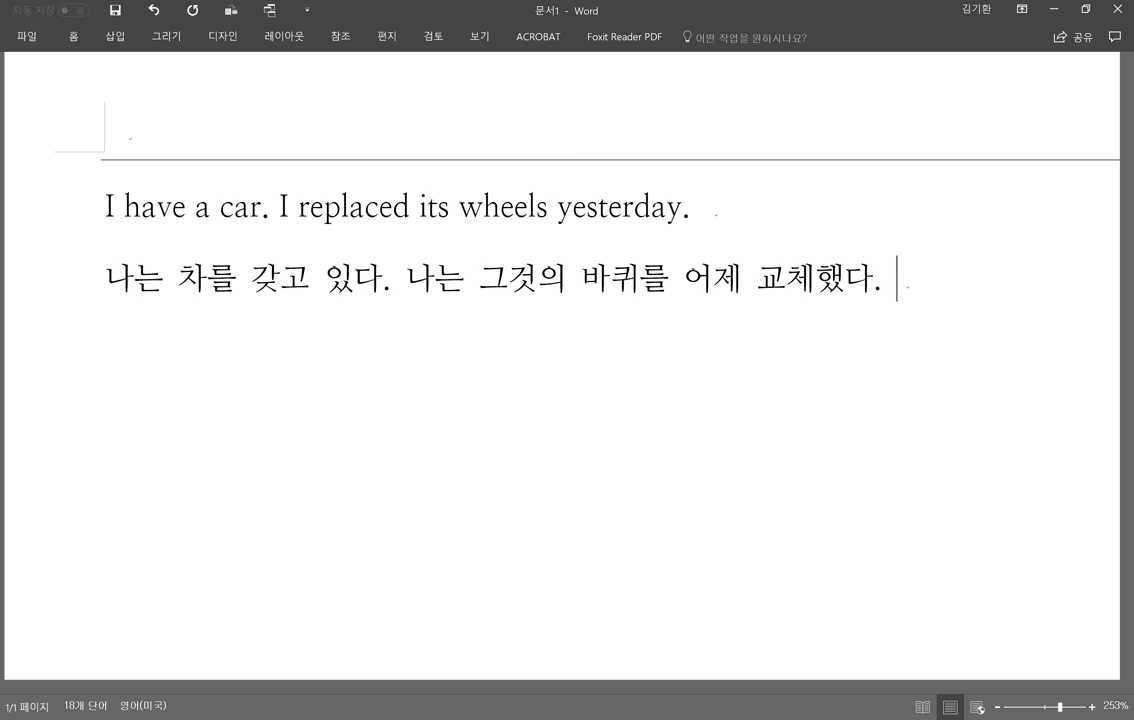 자동 저장 끔 문서1 - Word 김기환
파일 홈 삽입 그리기 디자인 레이아웃 참조 편지 검토 보기 ACROBAT Foxit Reader PDF 어떤 작업을 원하시나요? 공유
I have a car. I replaced its wheels yesterday.
나는 차를 갖고 있다. 나는 그것의 바퀴를 어제 교체했다.
1/1 페이지 18개 단어 영어(미국) 253%